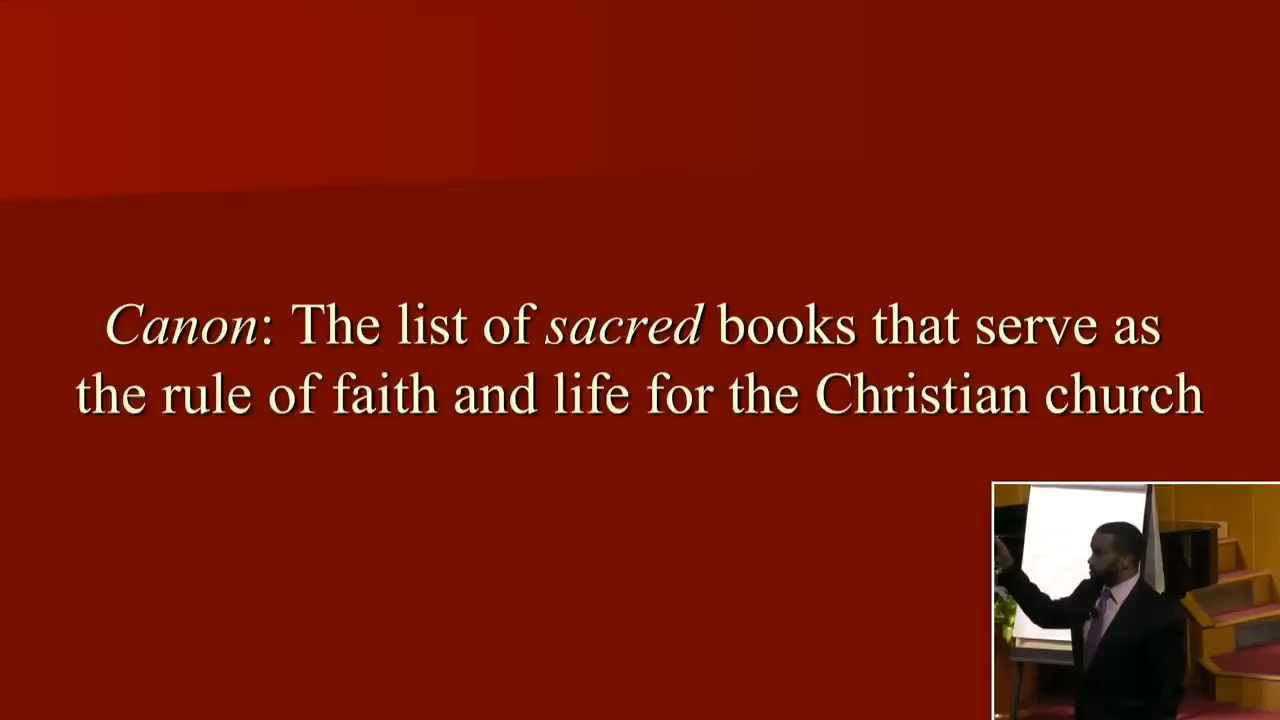 Canon: The list of sacred books that serve as
the rule of faith and life for the Christian church